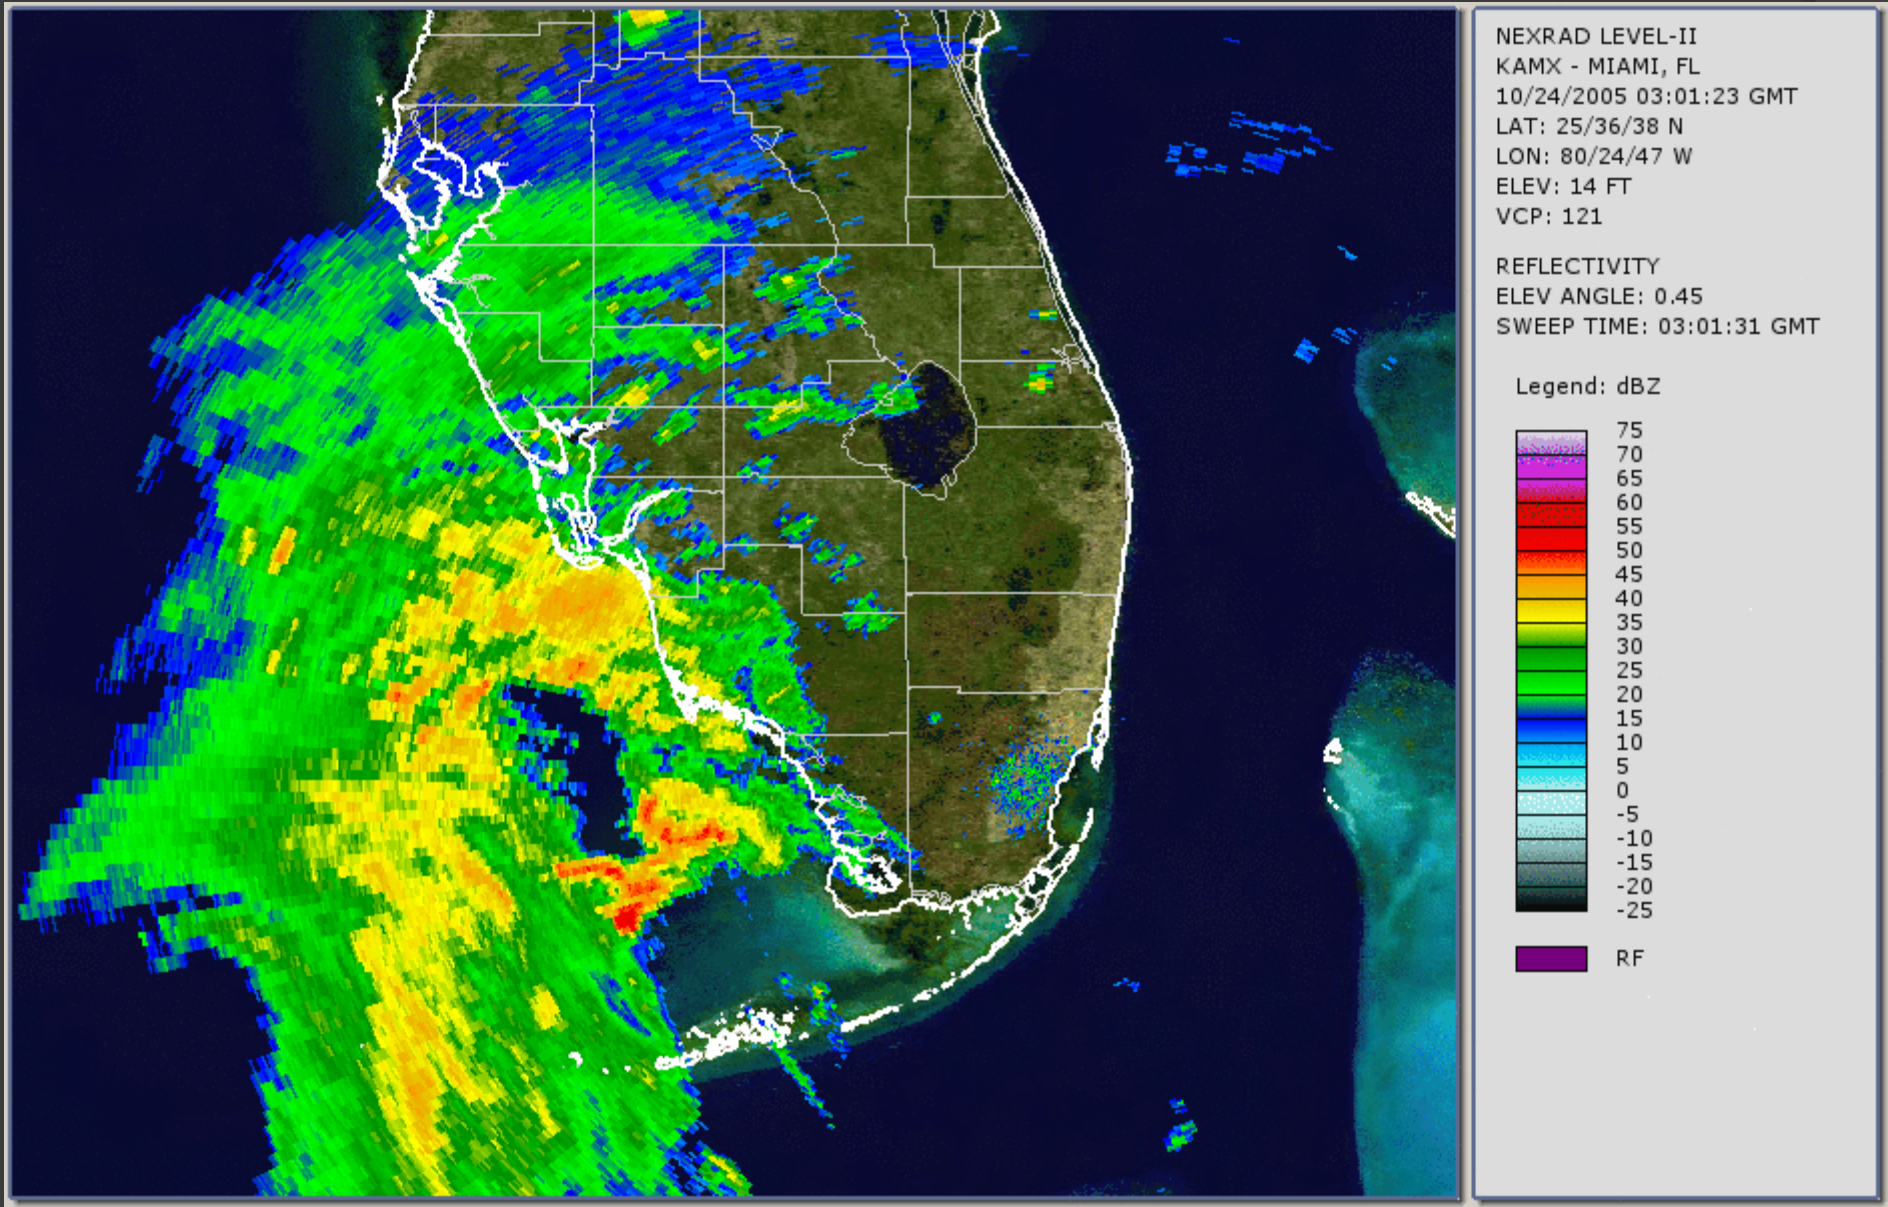 NEXRAD LEVEL-II
KAMX - MIAMI, FL
10/24/2005 03:01:23 GMT
LAT: 25/36/38 N
LON: 80/24/47 W
ELEV: 14 FT
VCP: 121
REFLECTIVITY
ELEV ANGLE: 0.45
SWEEP TIME: 03:01:31 GMT
Legend: dBZ
75
70
65
60
55
50
45
40
35
30
25
20
15
10
5
0
-5
-10
-15
-20
-25
RF